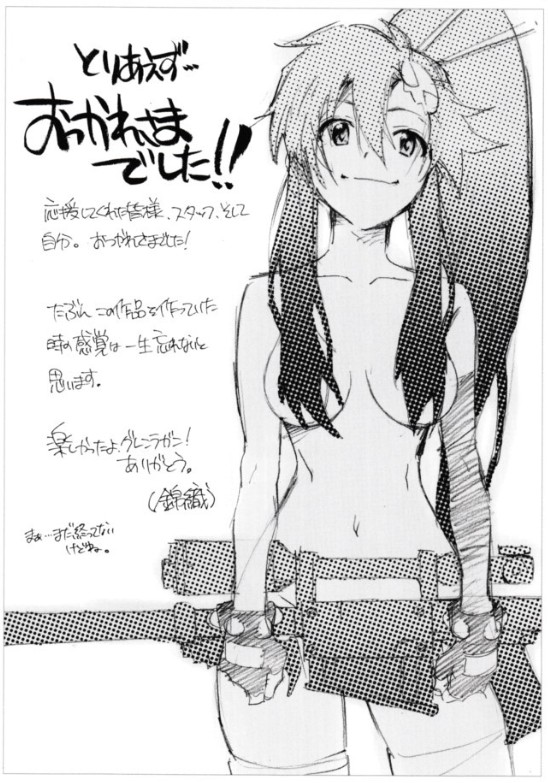 とりあえず…
おつかれさま
でした!!
応援してくれた皆様、スタッフ、そして
自分。おつかれさまでした!
たぶん この作品を作っていた
時の感覚は一生忘れないと
思います。
楽しかったよ、グレンラガン!
ありがとう。
(錦織)
まぁ…まだ終ってない
けどね。